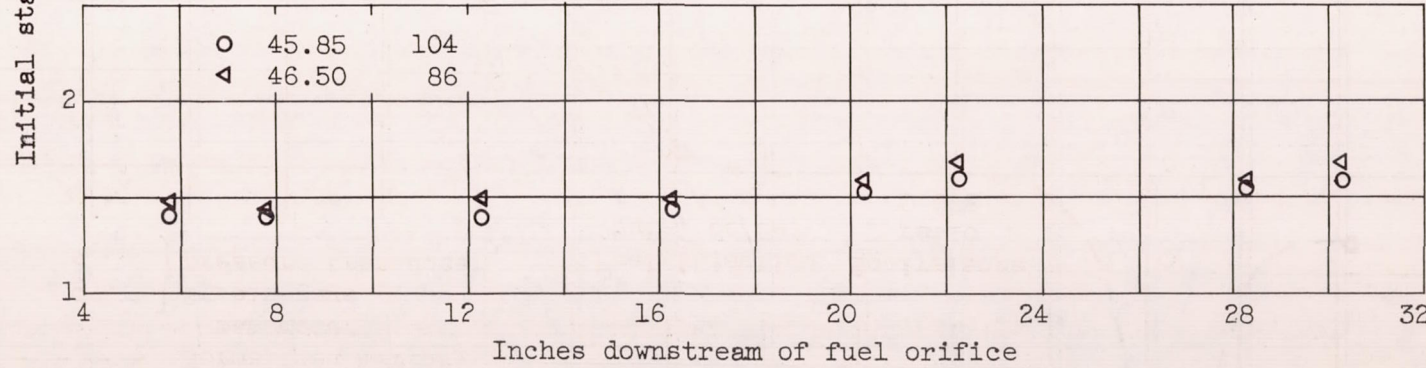 Initial
O 45.85 104
Δ 46.50 86
2
1
4 8 12 16 20 24 28 32
Inches downstream of fuel orifice